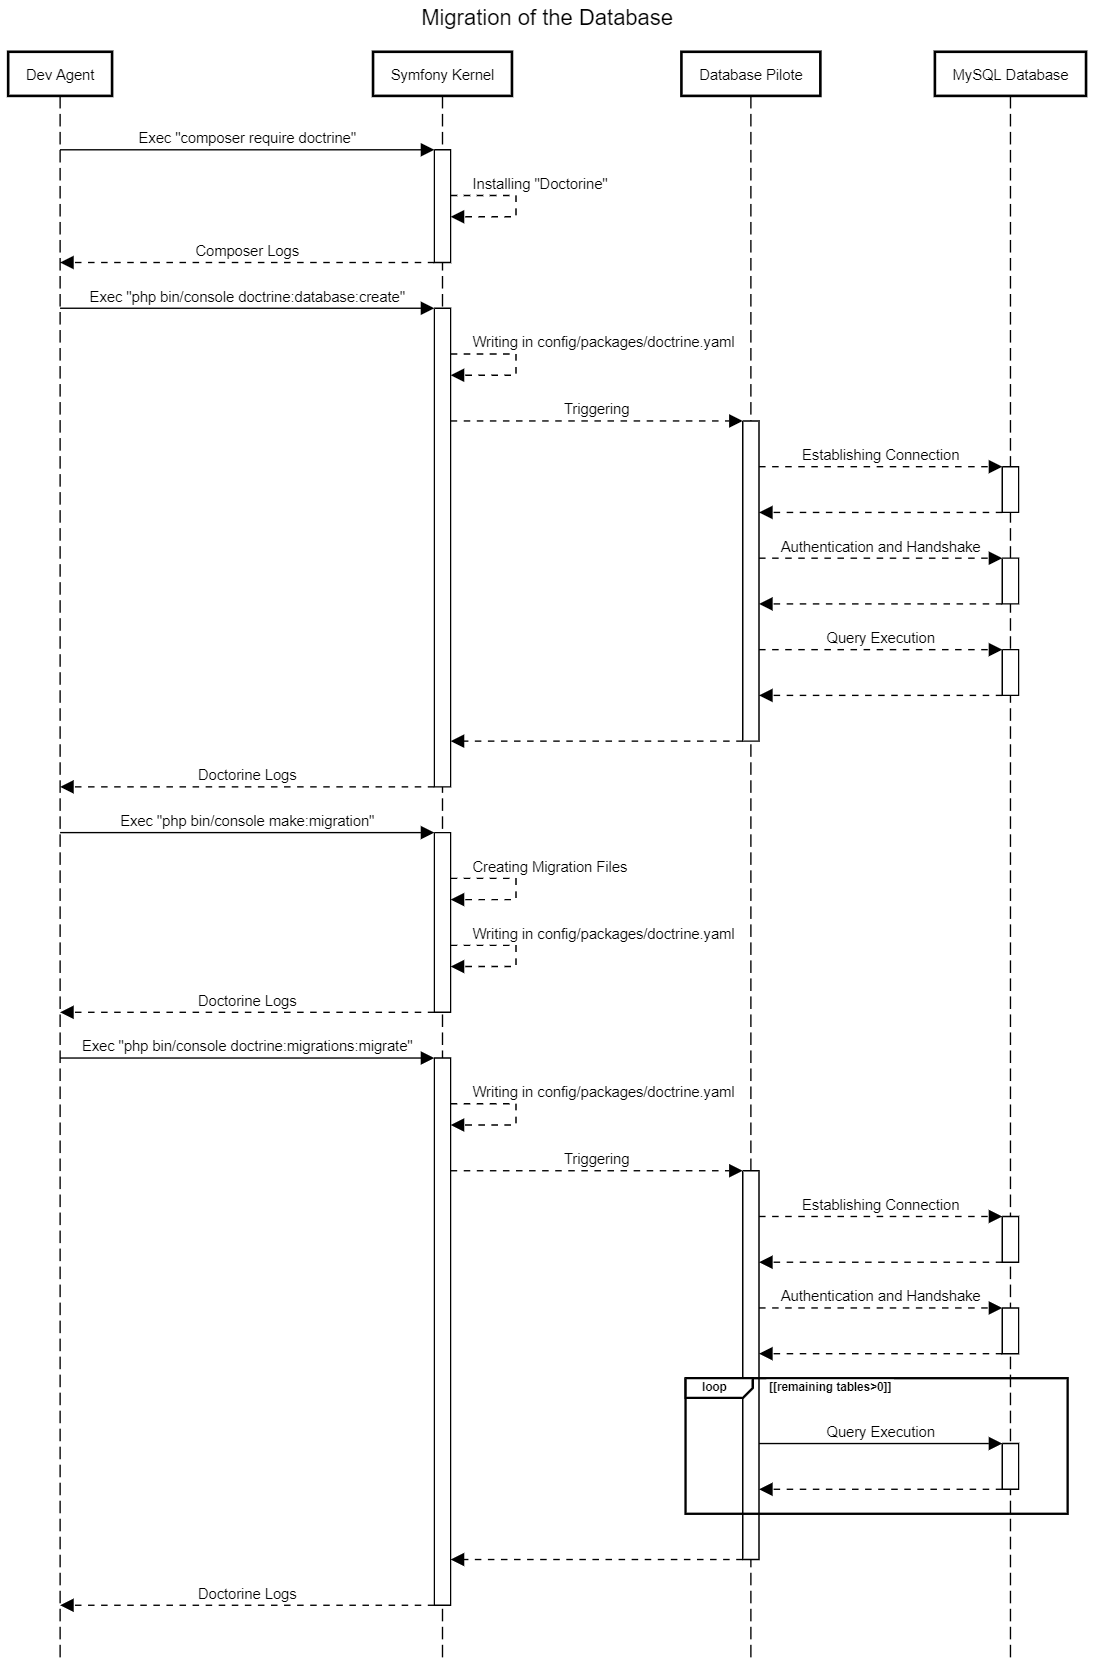 Migration of the Database
Dev Agent
Symfony Kernel
Database Pilote
MySQL Database
Exec "composer require doctrine"
Installing "Doctorine"
Composer Logs
Exec "php bin/console doctrine:database:create"
Writing in config/packages/doctrine.yaml
Triggering
Establishing Connection
Authentication and Handshake
Query Execution
Doctorine Logs
Exec "php bin/console make:migration"
Creating Migration Files
Writing in config/packages/doctrine.yaml
Doctorine Logs
Exec "php bin/console doctrine:migrations:migrate"
Writing in config/packages/doctrine.yaml
Triggering
Establishing Connection
Authentication and Handshake
loop
[[remaining tables>0]]
Query Execution
Doctorine Logs